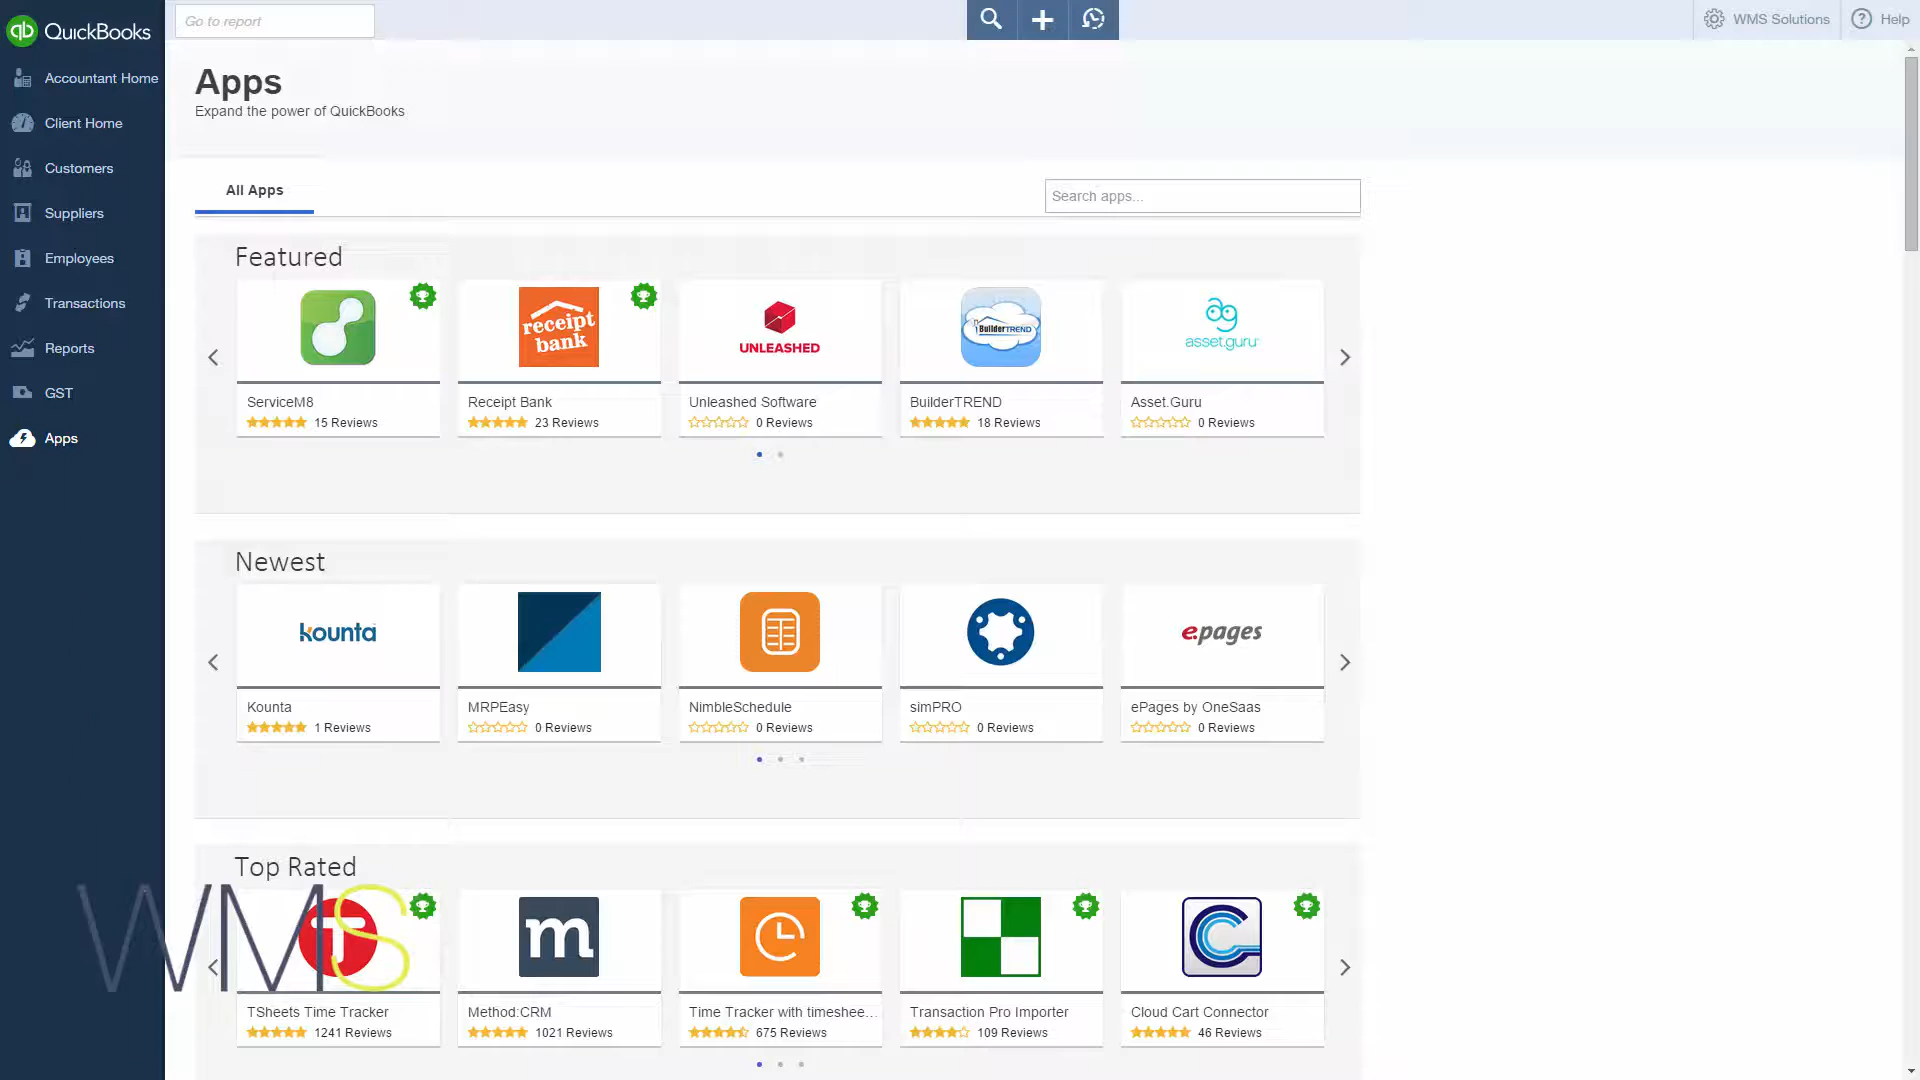 QuickBooks
Go to report
WMS Solutions
Help
Accountant Home
Client Home
Customers
Suppliers
Employees
Transactions
Reports
GST
Apps
Apps
Expand the power of QuickBooks
All Apps
Search apps...
Featured
receipt bank
UNLEASHED
BuilderTREND
asset.guru
ServiceM8
15 Reviews
Receipt Bank
23 Reviews
Unleashed Software
0 Reviews
BuilderTREND
18 Reviews
Asset.Guru
0 Reviews
Newest
kounta
e.pages
Kounta
1 Reviews
MRPEasy
0 Reviews
NimbleSchedule
0 Reviews
simPRO
0 Reviews
ePages by OneSaas
0 Reviews
Top Rated
WMS
T
m
C
TSheets Time Tracker
1241 Reviews
Method:CRM
1021 Reviews
Time Tracker with timeshee...
675 Reviews
Transaction Pro Importer
109 Reviews
Cloud Cart Connector
46 Reviews